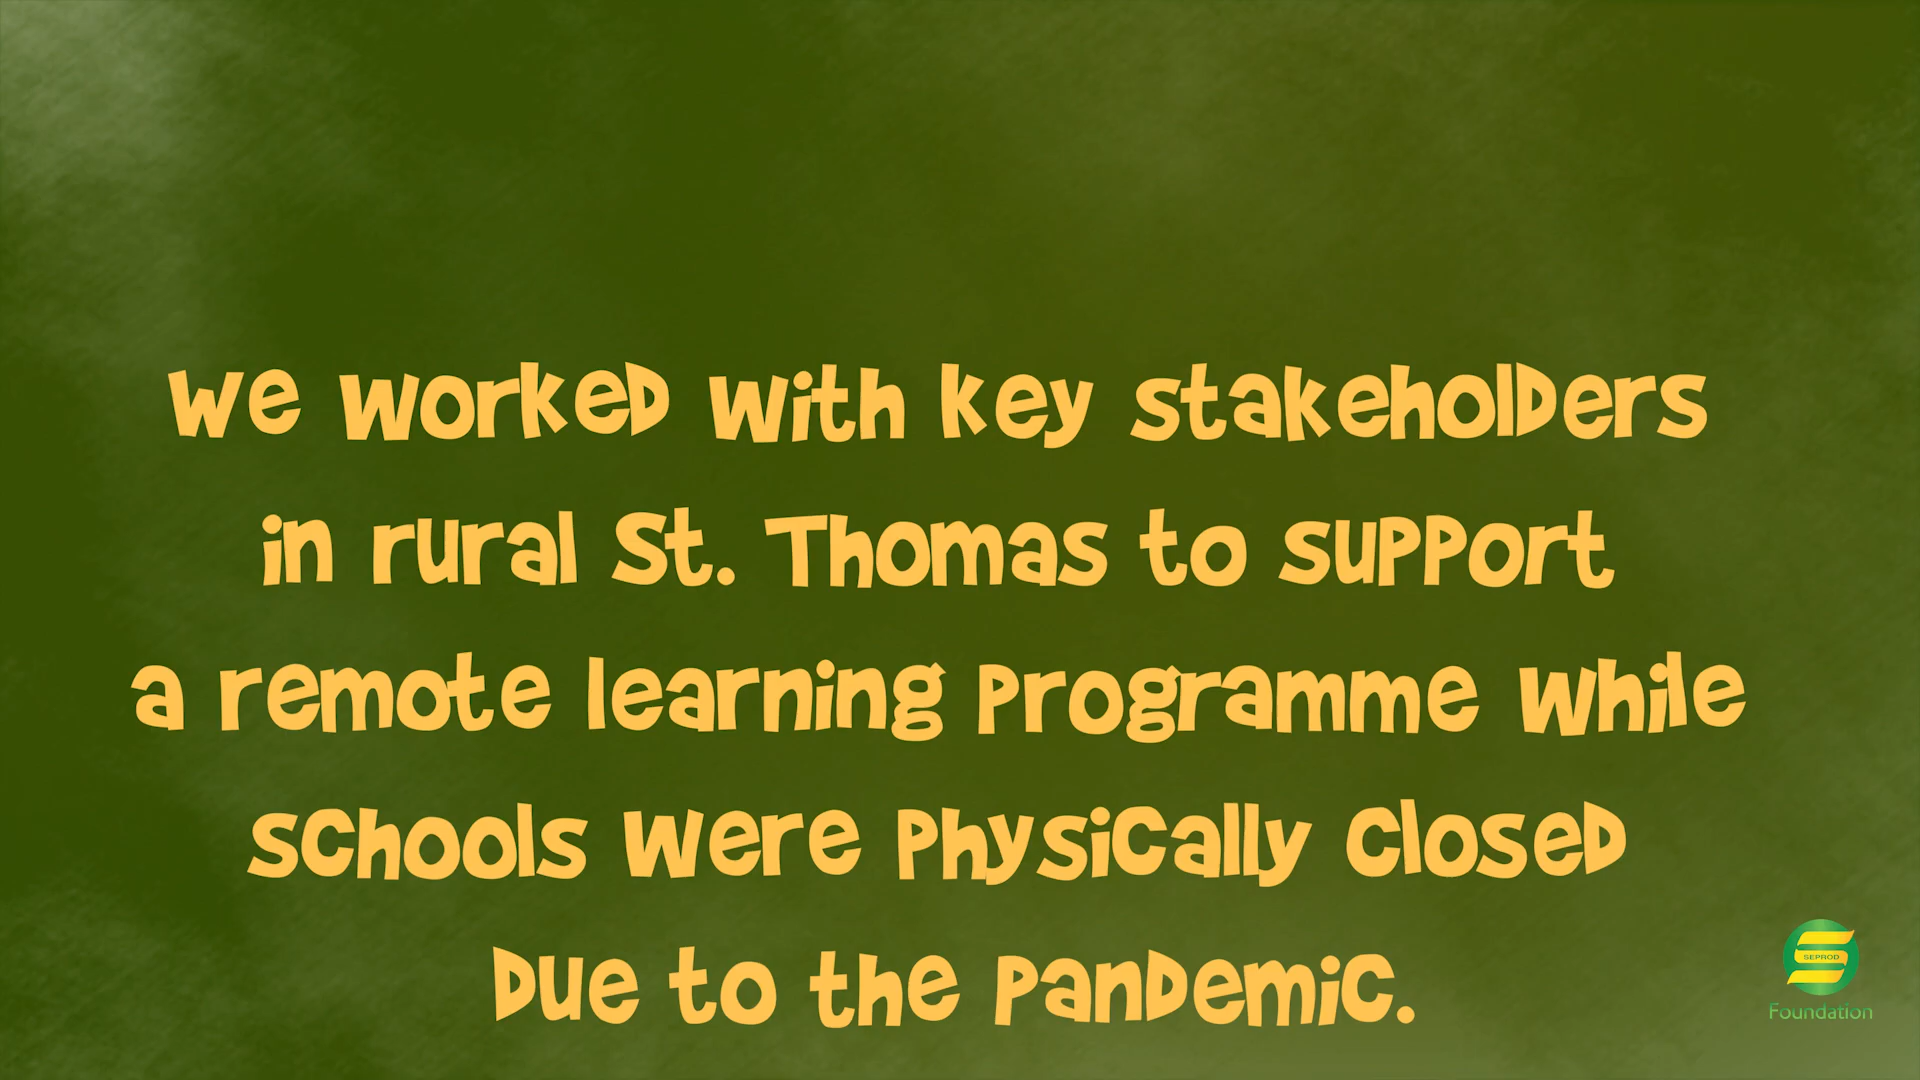 We worked with key stakeholders
in rural St. Thomas to support
a remote learning programme while
schools were physically closed
due to the pandemic.
SEPROD
Foundation